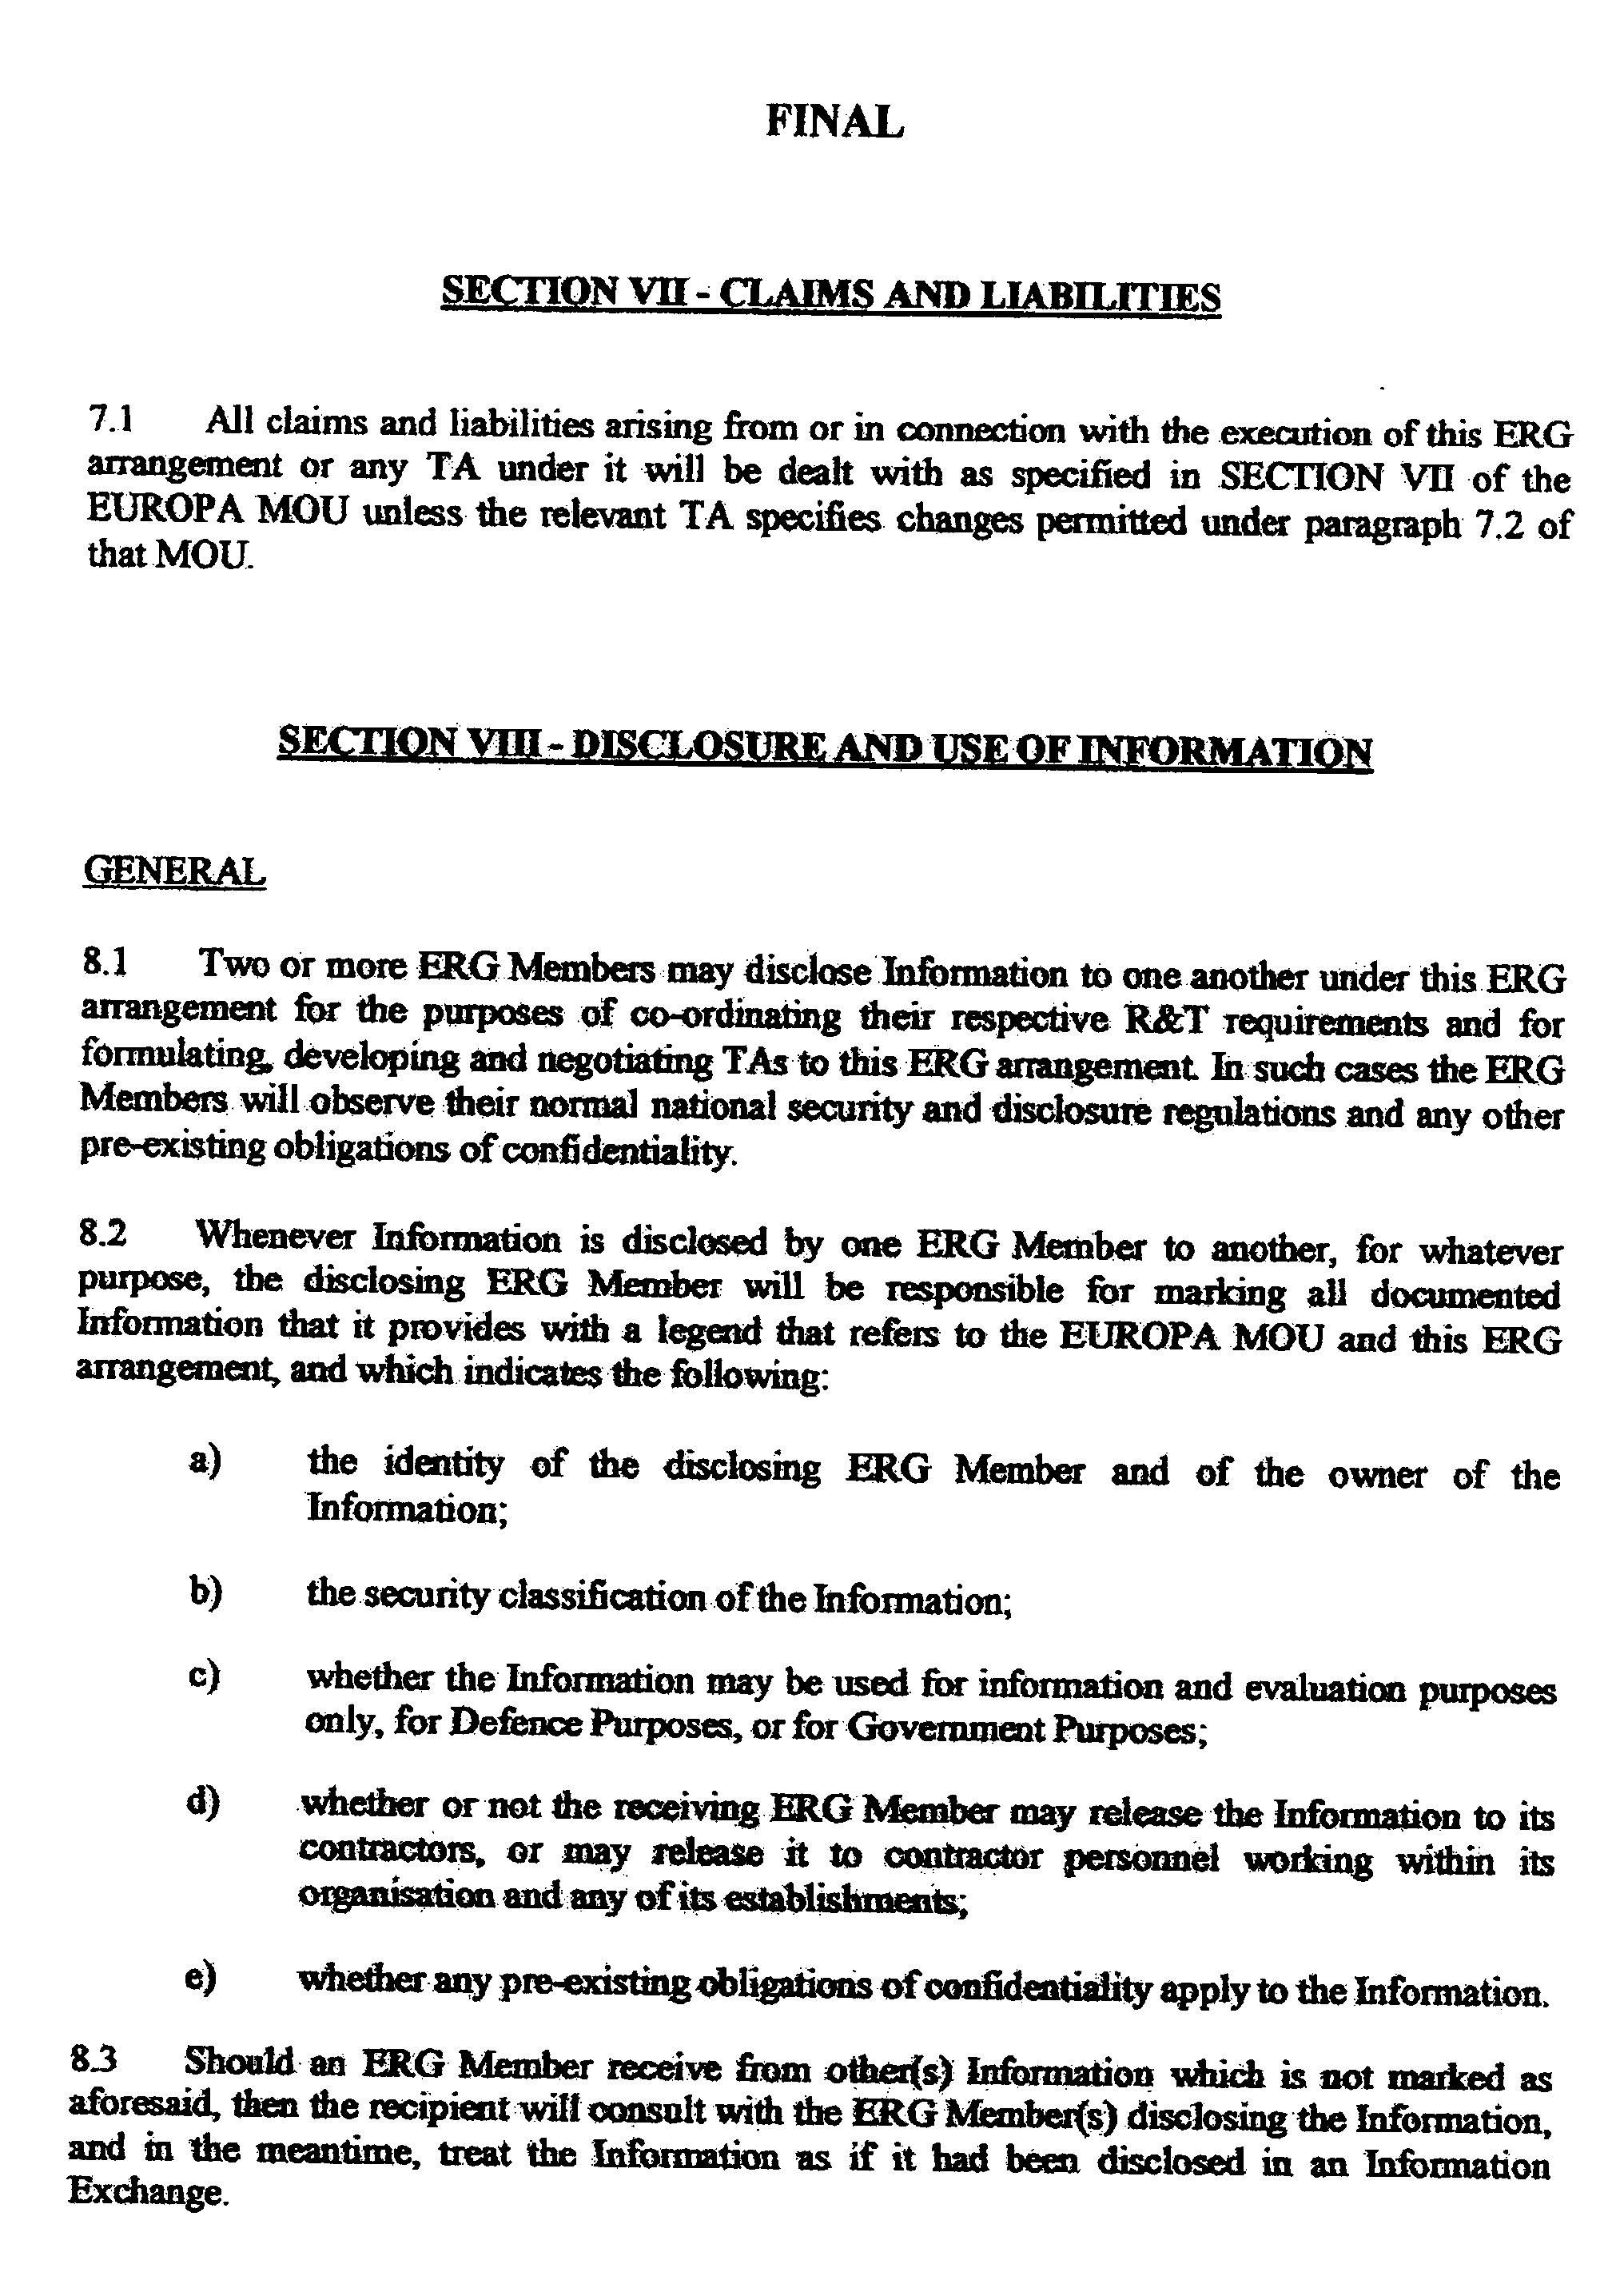 FINAL
SECTION VII - CLAIMS AND LIABILITIES
7.1 All claims and liabilities arising from or in connection with the execution of this ERG
arrangement or any TA under it will be dealt with as specified in SECTION VII of the
EUROPA MOU unless the relevant TA specifies changes permitted under paragraph 7.2 of
that MOU.
SECTION VIII - DISCLOSURE AND USE OF INFORMATION
GENERAL
8.1 Two or more ERG Members may disclose Information to one another under this ERG
arrangement for the purposes of co-ordinating their respective R&T requirements and for
formulating, developing and negotiating TAs to this ERG arrangement. In such cases the ERG
Members will observe their normal national security and disclosure regulations and any other
pre-existing obligations of confidentiality.
8.2 Whenever Information is disclosed by one ERG Member to another, for whatever
purpose, the disclosing ERG Member will be responsible for marking all documented
Information that it provides with a legend that refers to the EUROPA MOU and this ERG
arrangement, and which indicates the following:
a) the identity of the disclosing ERG Member and of the owner of the
Information;
b) the security classification of the Information;
c) whether the Information may be used for information and evaluation purposes
only, for Defence Purposes, or for Government Purposes;
d) whether or not the receiving ERG Member may release the Information to its
contractors, or may release it to contractor personnel working within its
organisation and any of its establishments;
e) whether any pre-existing obligations of confidentiality apply to the Information.
8.3 Should an ERG Member receive from other(s) Information which is not marked as
aforesaid, then the recipient will consult with the ERG Member(s) disclosing the Information,
and in the meantime, treat the Information as if it had been disclosed in an Information
Exchange.